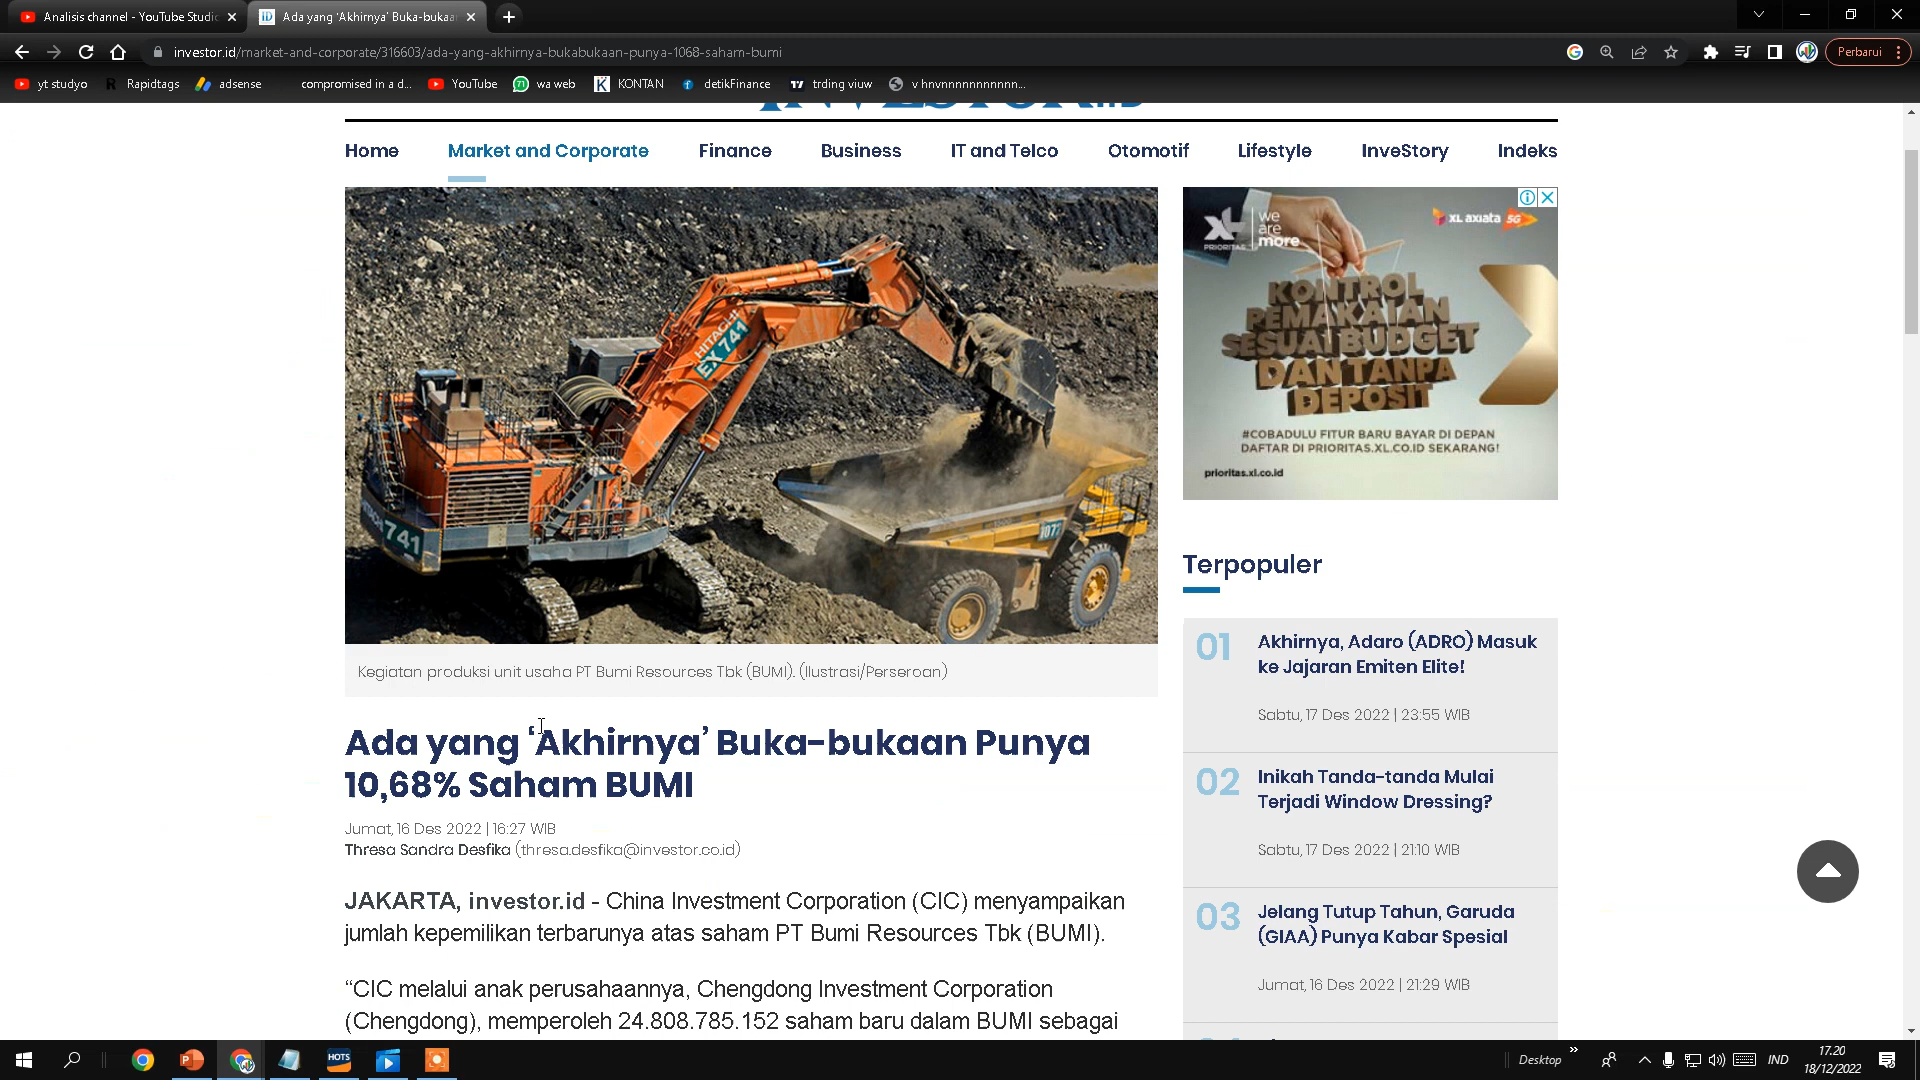 Analisis channel - YouTube Studio
Ada yang 'Akhirnya' Buka-bukaan
investor.id/market-and-corporate/316603/ada-yang-akhirnya-bukabukaan-punya-1068-saham-bumi
Perbarui
yt studyo
Rapidtags
adsense
compromised in a d...
YouTube
wa web
KONTAN
detikFinance
trding viuw
v hnvnnnnnnnnnnn...
Home
Market and Corporate
Finance
Business
IT and Telco
Otomotif
Lifestyle
InveStory
Indeks
HITACHI
EX 741
741
107
XL
PRIORITAS
we
are
more
XL axiata 5G
KONTROL
PEMAKAIAN
SESUAI BUDGET
DAN TANPA
DEPOSIT
#COBADULU FITUR BARU BAYAR DI DEPAN
DAFTAR DI PRIORITAS.XL.CO.ID SEKARANG!
prioritas.xl.co.id
Kegiatan produksi unit usaha PT Bumi Resources Tbk (BUMI). (Ilustrasi/Perseroan)
Ada yang ‘Akhirnya’ Buka-bukaan Punya
10,68% Saham BUMI
Jumat, 16 Des 2022 | 16:27 WIB
Thresa Sandra Desfika (thresa.desfika@investor.co.id)
JAKARTA, investor.id - China Investment Corporation (CIC) menyampaikan
jumlah kepemilikan terbarunya atas saham PT Bumi Resources Tbk (BUMI).
“CIC melalui anak perusahaannya, Chengdong Investment Corporation
(Chengdong), memperoleh 24.808.785.152 saham baru dalam BUMI sebagai
Terpopuler
01
Akhirnya, Adaro (ADRO) Masuk
ke Jajaran Emiten Elite!
Sabtu, 17 Des 2022 | 23:55 WIB
02
Inikah Tanda-tanda Mulai
Terjadi Window Dressing?
Sabtu, 17 Des 2022 | 21:10 WIB
03
Jelang Tutup Tahun, Garuda
(GIAA) Punya Kabar Spesial
Jumat, 16 Des 2022 | 21:29 WIB
HOTS
Desktop
IND
17.20
18/12/2022